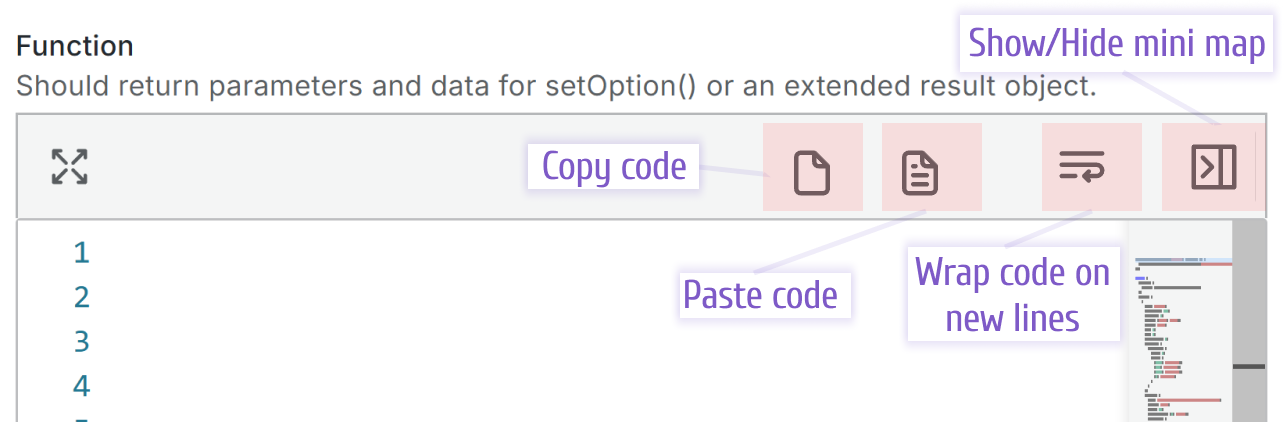 Show/Hide mini map
Function
Should return parameters and data for setOption() or an extended result object.
Copy code
Paste code
Wrap code on
new lines
1
2
3
4